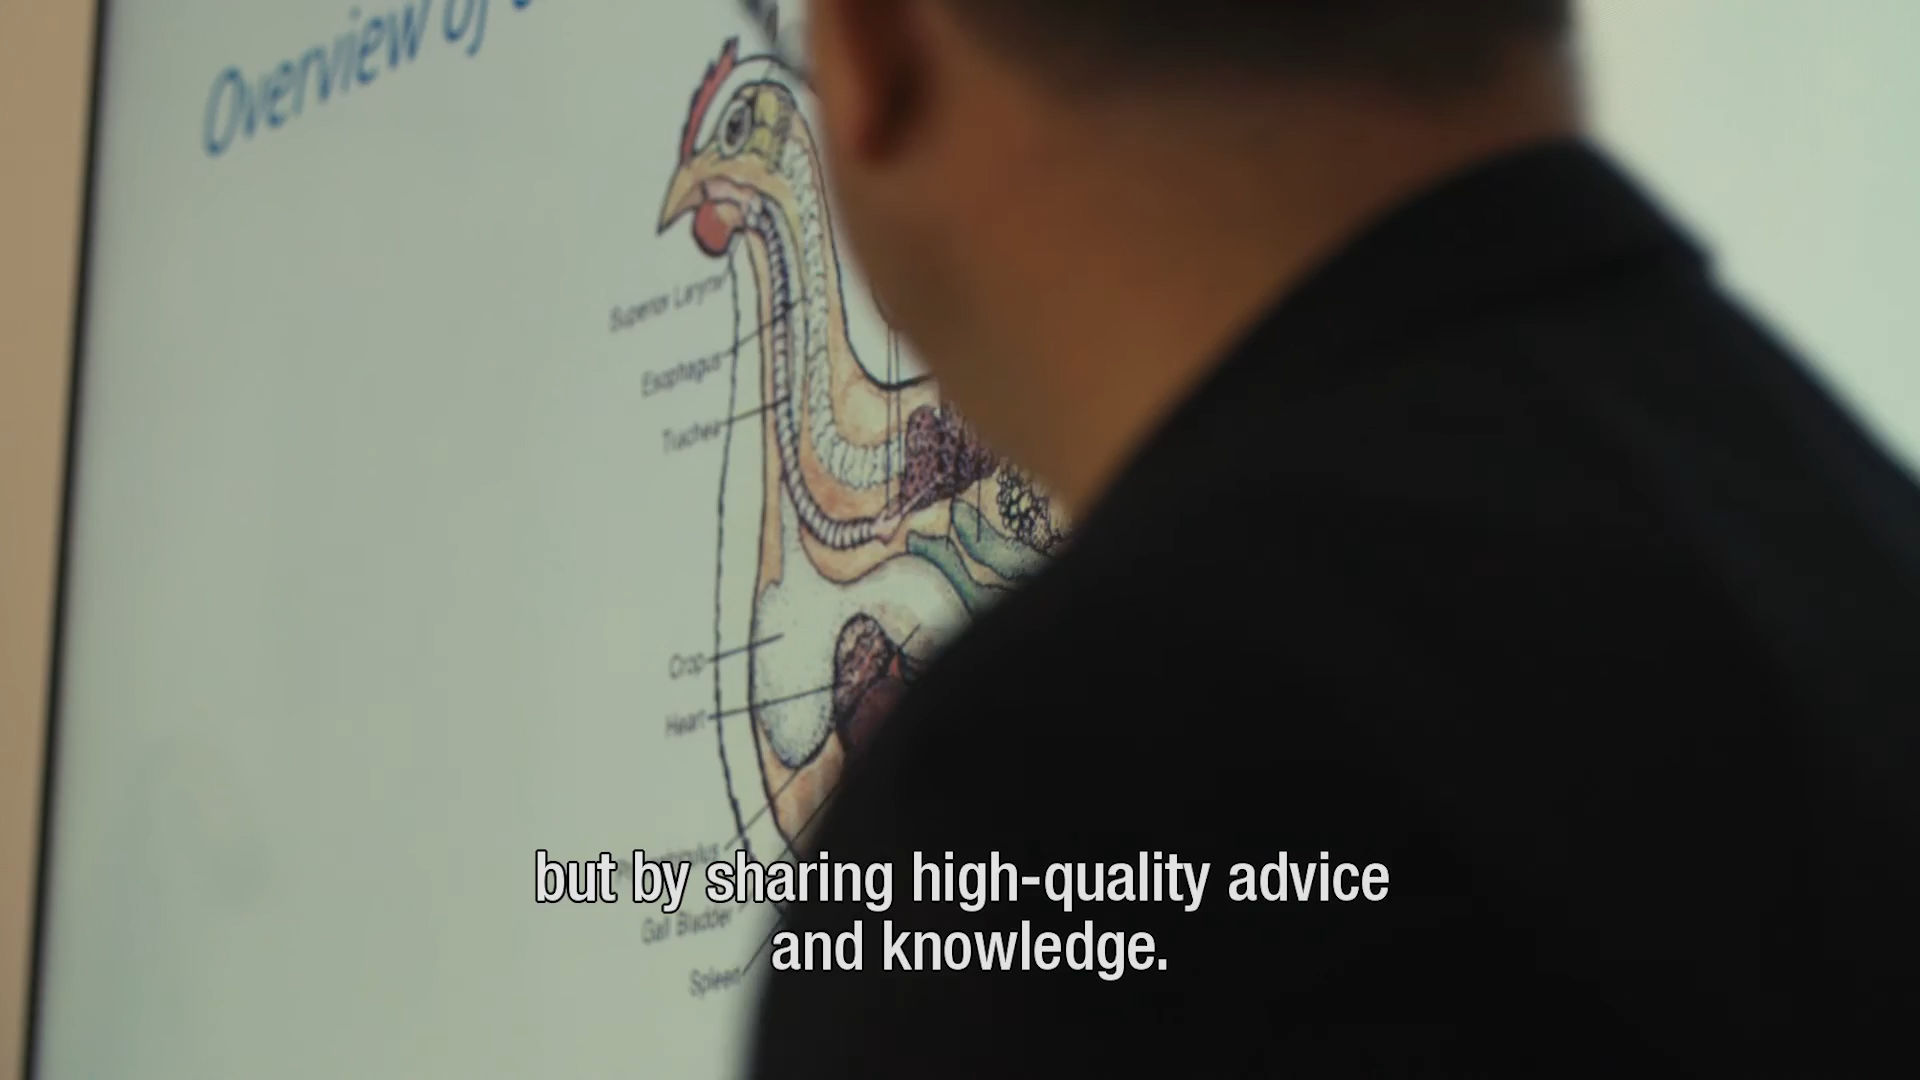 Overview of
Superior Larynx
Esophagus
Trachea
Crop
Heart
but by sharing high-quality advice
Gall Bladder
and knowledge.
Spleen